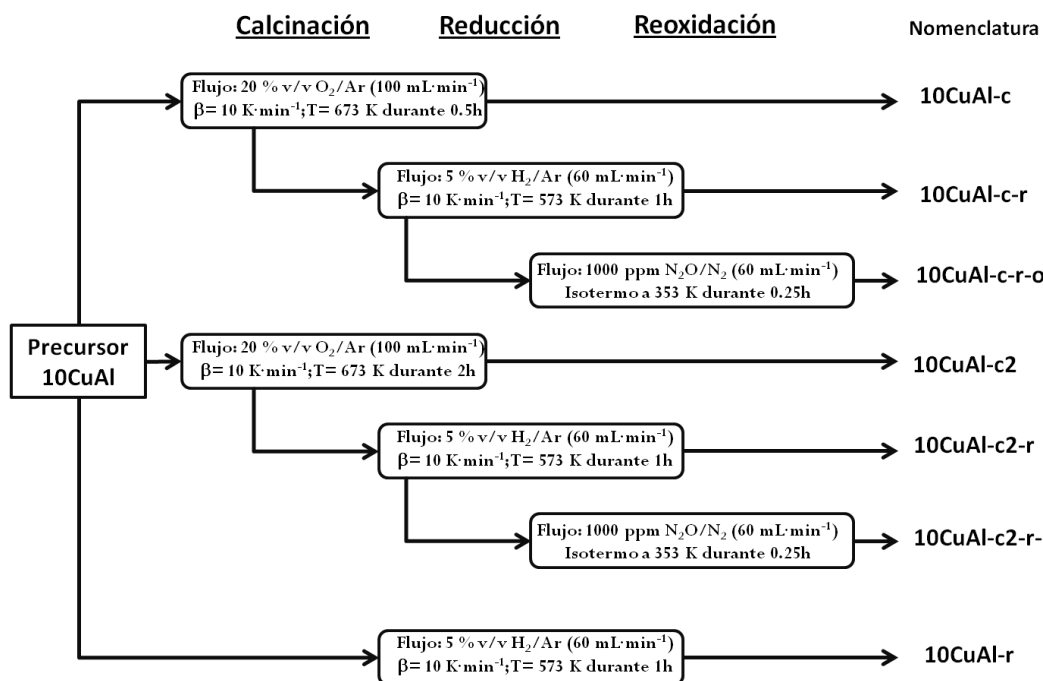 Calcinación Reducción Reoxidación Nomenclatura
Flujo: 20 % v/v O₂/Ar (100 mL·min⁻¹)
β= 10 K·min⁻¹;T= 673 K durante 0.5h
10CuAl-c
Flujo: 5 % v/v H₂/Ar (60 mL·min⁻¹)
β= 10 K·min⁻¹;T= 573 K durante 1h
10CuAl-c-r
Flujo: 1000 ppm N₂O/N₂ (60 mL·min⁻¹)
Isotermo a 353 K durante 0.25h
10CuAl-c-r-o
Precursor
10CuAl
Flujo: 20 % v/v O₂/Ar (100 mL·min⁻¹)
β= 10 K·min⁻¹;T= 673 K durante 2h
10CuAl-c2
Flujo: 5 % v/v H₂/Ar (60 mL·min⁻¹)
β= 10 K·min⁻¹;T= 573 K durante 1h
10CuAl-c2-r
Flujo: 1000 ppm N₂O/N₂ (60 mL·min⁻¹)
Isotermo a 353 K durante 0.25h
10CuAl-c2-r-
Flujo: 5 % v/v H₂/Ar (60 mL·min⁻¹)
β= 10 K·min⁻¹;T= 573 K durante 1h
10CuAl-r